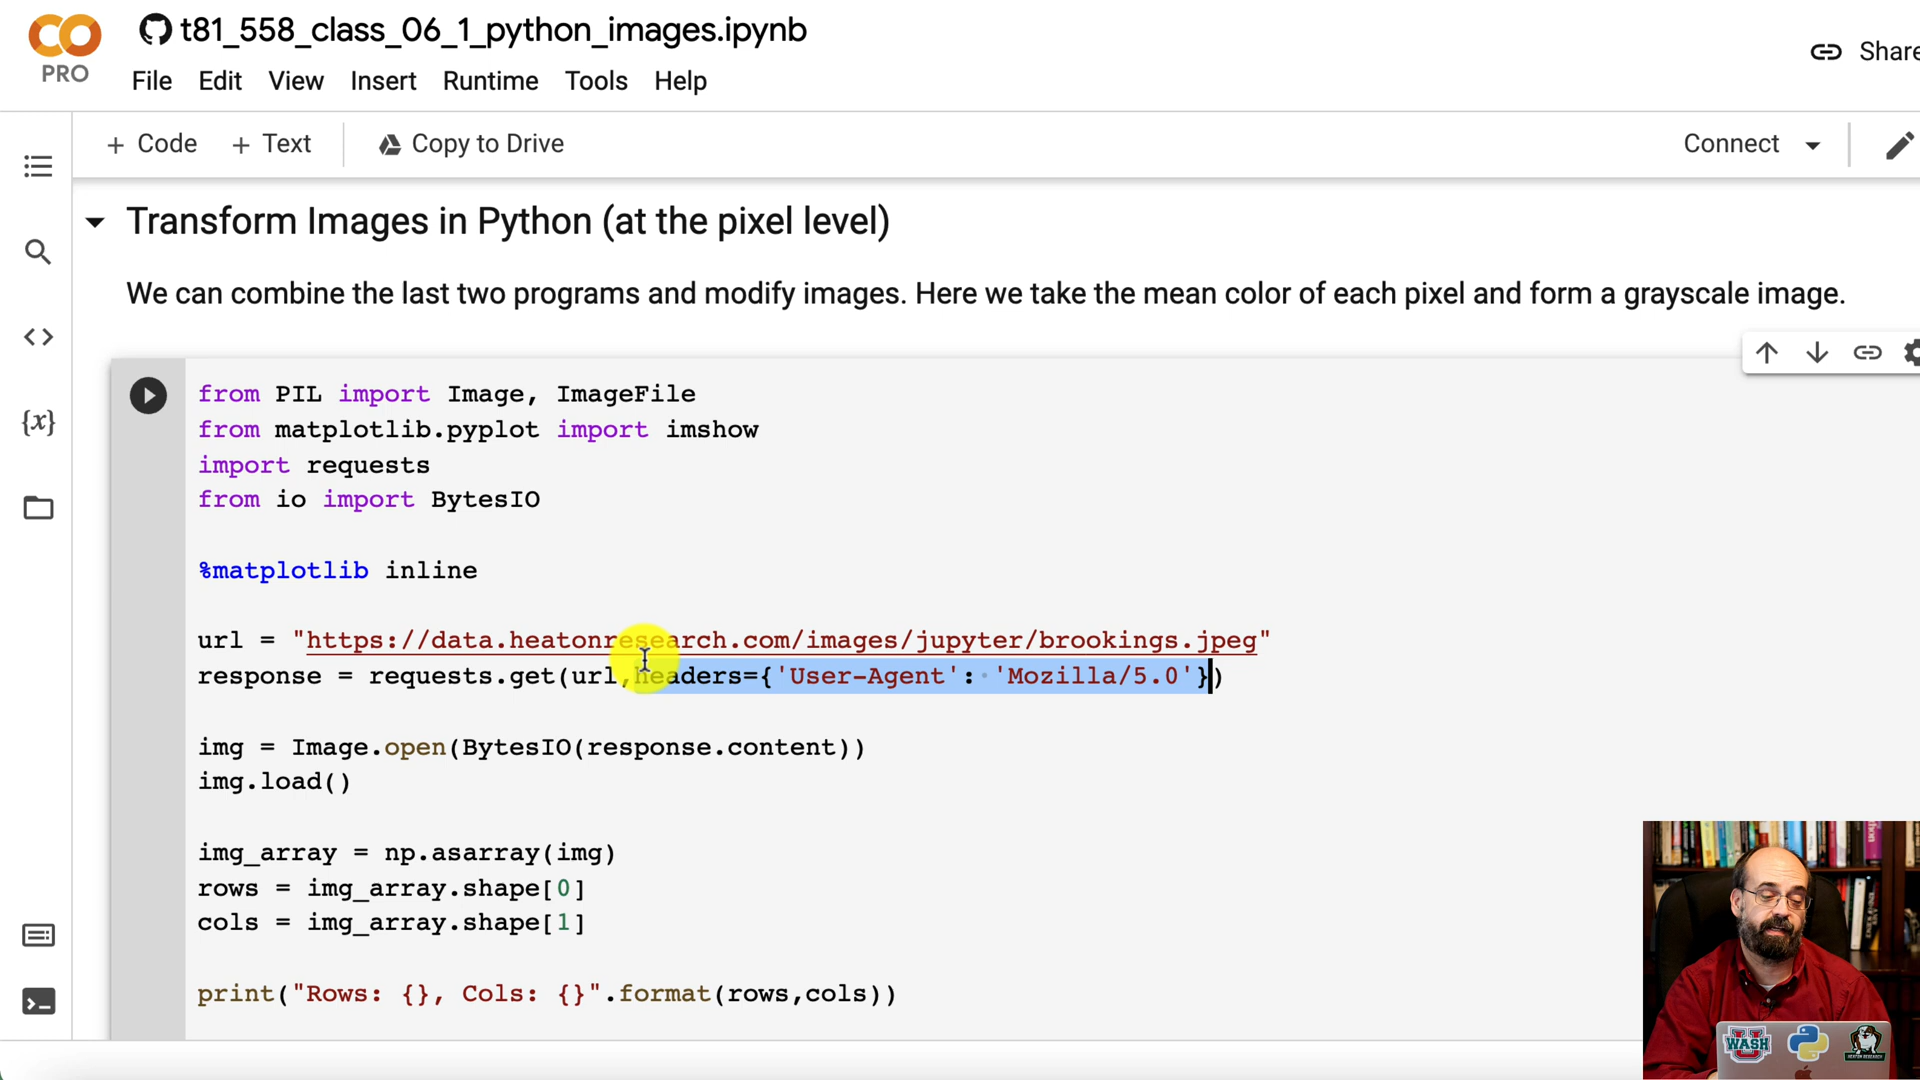 CO
PRO
t81_558_class_06_1_python_images.ipynb
File Edit View Insert Runtime Tools Help
Share
+ Code + Text Copy to Drive
Connect
Transform Images in Python (at the pixel level)
We can combine the last two programs and modify images. Here we take the mean color of each pixel and form a grayscale image.
{x}
from PIL import Image, ImageFile
from matplotlib.pyplot import imshow
import requests
from io import BytesIO
%matplotlib inline
url = "https://data.heatonresearch.com/images/jupyter/brookings.jpeg"
response = requests.get(url,headers={'User-Agent': 'Mozilla/5.0'})
img = Image.open(BytesIO(response.content))
img.load()
img_array = np.asarray(img)
rows = img_array.shape[0]
cols = img_array.shape[1]
print("Rows: {}, Cols: {}".format(rows,cols))
WASH
HEATON RESEARCH